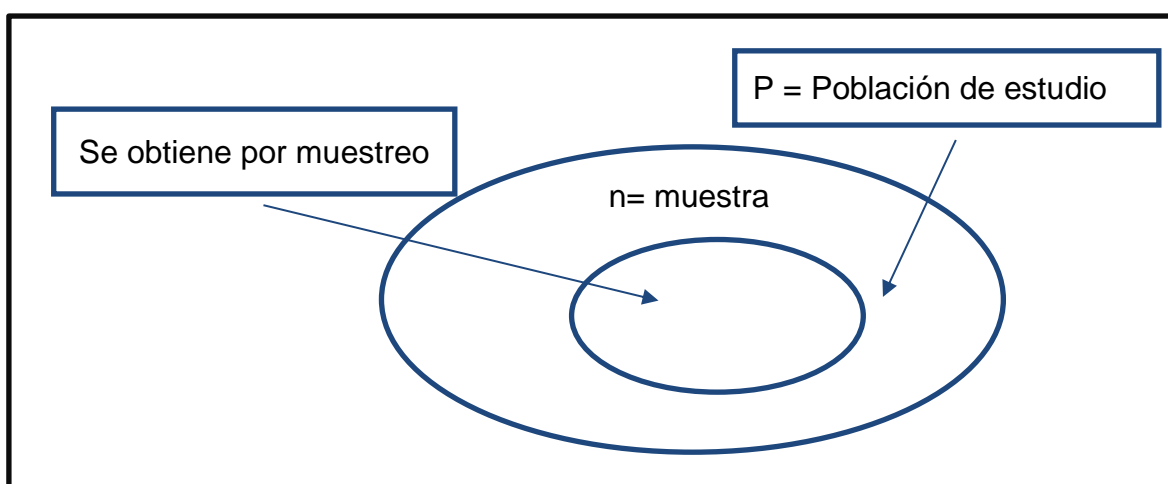 P = Población de estudio
Se obtiene por muestreo
n= muestra